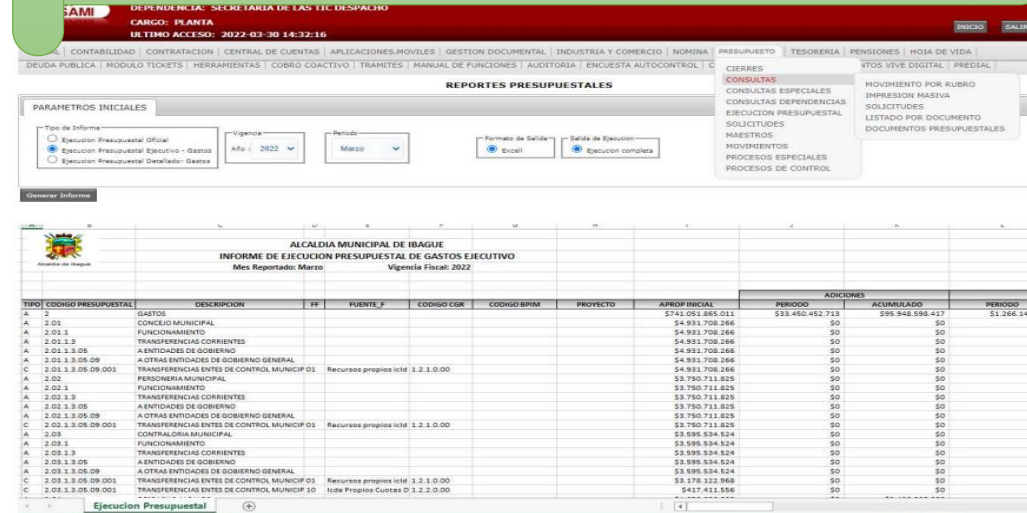 SAMI
DEPENDENCIA: SECRETARIA DE LAS TIC DESPACHO
CARGO: PLANTA
ULTIMO ACCESO: 2022-03-30 14:32:16
INICIO SALIR
CONTABILIDAD | CONTRATACION | CENTRAL DE CUENTAS | APLICACIONES.MOVILES | GESTION DOCUMENTAL | INDUSTRIA Y COMERCIO | NOMINA | PRESUPUESTO | TESORERIA | PENSIONES | HOJA DE VIDA |
DEUDA PUBLICA | MODULO TICKETS | HERRAMIENTAS | COBRO COACTIVO | TRAMITES | MANUAL DE FUNCIONES | AUDITORIA | ENCUESTA AUTOCONTROL | VIVE DIGITAL | PREDIAL |
CIERRES
CONSULTAS
CONSULTAS ESPECIALES
CONSULTAS DEPENDENCIAS
EJECUCION PRESUPUESTAL
SOLICITUDES
MAESTROS
MOVIMIENTOS
PROCESOS ESPECIALES
PROCESOS DE CONTROL
MOVIMIENTO POR RUBRO
IMPRESION MASIVA
SOLICITUDES
LISTADO POR DOCUMENTO
DOCUMENTOS PRESUPUESTALES
REPORTES PRESUPUESTALES
PARAMETROS INICIALES
Tipo de Informe
Ejecucion Presupuestal Oficial
Ejecucion Presupuestal Ejecutivo - Gastos
Ejecucion Presupuestal Detallado- Gastos
Vigencia
Año : 2022
Periodo
Marzo
Formato de Salida
Excell
Salida de Ejecucion
Ejecucion completa
Generar Informe
Alcaldia de Ibague
ALCALDIA MUNICIPAL DE IBAGUE
INFORME DE EJECUCION PRESUPUESTAL DE GASTOS EJECUTIVO
Mes Reportado: Marzo Vigencia Fiscal: 2022
ADICIONES
TIPO CODIGO PRESUPUESTAL DESCRIPCION FF FUENTE_F CODIGO CGR CODIGO BPIM PROYECTO APROP INICIAL PERIODO ACUMULADO PERIODO
A 2 GASTOS $741.051.865.011 $33.450.452.713 $95.948.598.417 $1.266.14
A 2.01 CONCEJO MUNICIPAL $4.931.708.266 $0 $0
A 2.01.1 FUNCIONAMIENTO $4.931.708.266 $0 $0
A 2.01.1.3 TRANSFERENCIAS CORRIENTES $4.931.708.266 $0 $0
A 2.01.1.3.05 A ENTIDADES DE GOBIERNO $4.931.708.266 $0 $0
A 2.01.1.3.05.09 A OTRAS ENTIDADES DE GOBIERNO GENERAL $4.931.708.266 $0 $0
C 2.01.1.3.05.09.001 TRANSFERENCIAS ENTES DE CONTROL MUNICIP 01 Recursos propios icld 1.2.1.0.00 $4.931.708.266 $0 $0
A 2.02 PERSONERIA MUNICIPAL $3.750.711.825 $0 $0
A 2.02.1 FUNCIONAMIENTO $3.750.711.825 $0 $0
A 2.02.1.3 TRANSFERENCIAS CORRIENTES $3.750.711.825 $0 $0
A 2.02.1.3.05 A ENTIDADES DE GOBIERNO $3.750.711.825 $0 $0
A 2.02.1.3.05.09 A OTRAS ENTIDADES DE GOBIERNO GENERAL $3.750.711.825 $0 $0
C 2.02.1.3.05.09.001 TRANSFERENCIAS ENTES DE CONTROL MUNICIP 01 Recursos propios icld 1.2.1.0.00 $3.750.711.825 $0 $0
A 2.03 CONTRALORIA MUNICIPAL $3.595.534.524 $0 $0
A 2.03.1 FUNCIONAMIENTO $3.595.534.524 $0 $0
A 2.03.1.3 TRANSFERENCIAS CORRIENTES $3.595.534.524 $0 $0
A 2.03.1.3.05 A ENTIDADES DE GOBIERNO $3.595.534.524 $0 $0
A 2.03.1.3.05.09 A OTRAS ENTIDADES DE GOBIERNO GENERAL $3.595.534.524 $0 $0
C 2.03.1.3.05.09.001 TRANSFERENCIAS ENTES DE CONTROL MUNICIP 01 Recursos propios icld 1.2.1.0.00 $3.178.122.968 $0 $0
C 2.03.1.3.05.09.001 TRANSFERENCIAS ENTES DE CONTROL MUNICIP 10 Icde Propios Cuotas D 1.2.2.0.00 $417.411.556 $0 $0
Ejecucion Presupuestal